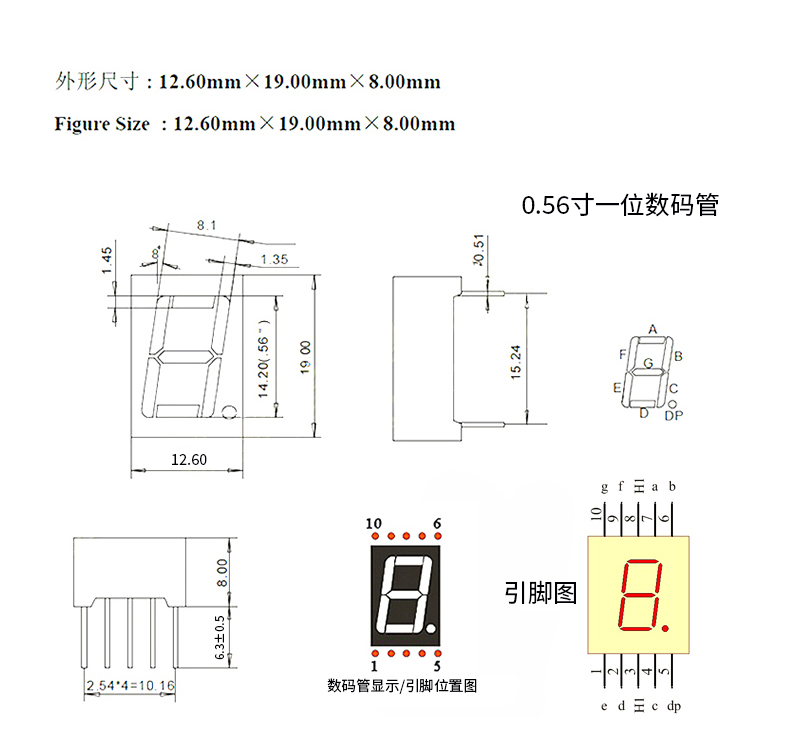 外形尺寸 : 12.60mm×19.00mm×8.00mm
Figure Size : 12.60mm×19.00mm×8.00mm
0.56寸一位数码管
8.1
1.45
8°
1.35
14.20(.56")
19.00
12.60
0.51
15.24
A
F
B
G
E
C
D
DP
8.00
6.3±0.5
2.54*4=10.16
10 6
1 5
数码管显示/引脚位置图
引脚图
g f H1 a b
10 9 8 7 6
1 2 3 4 5
e d H1 c dp